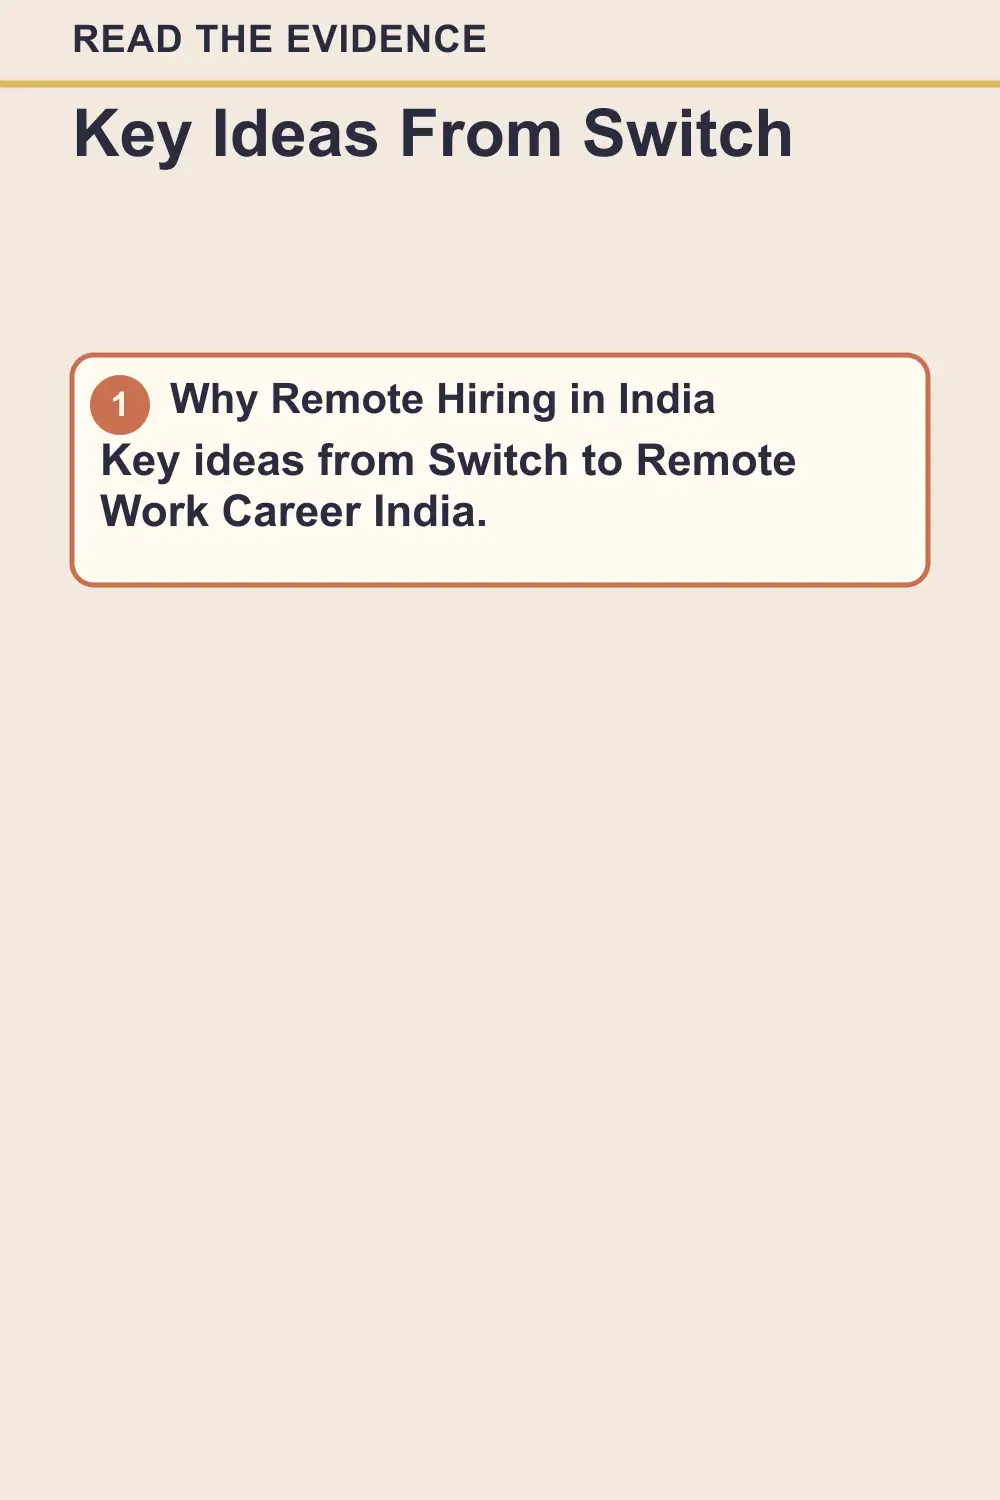 READ THE EVIDENCE
Key Ideas From Switch
1 Why Remote Hiring in India
Key ideas from Switch to Remote
Work Career India.